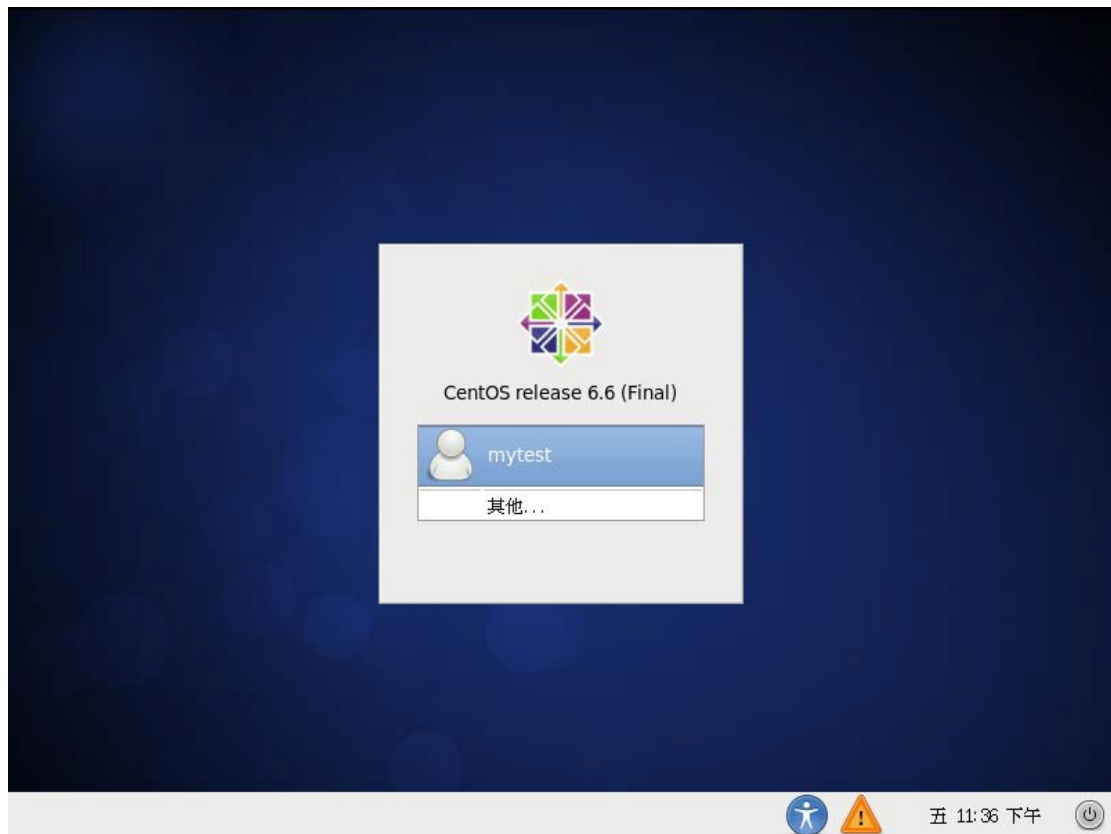 CentOS release 6.6 (Final)
mytest
其他...
五 11:36 下午